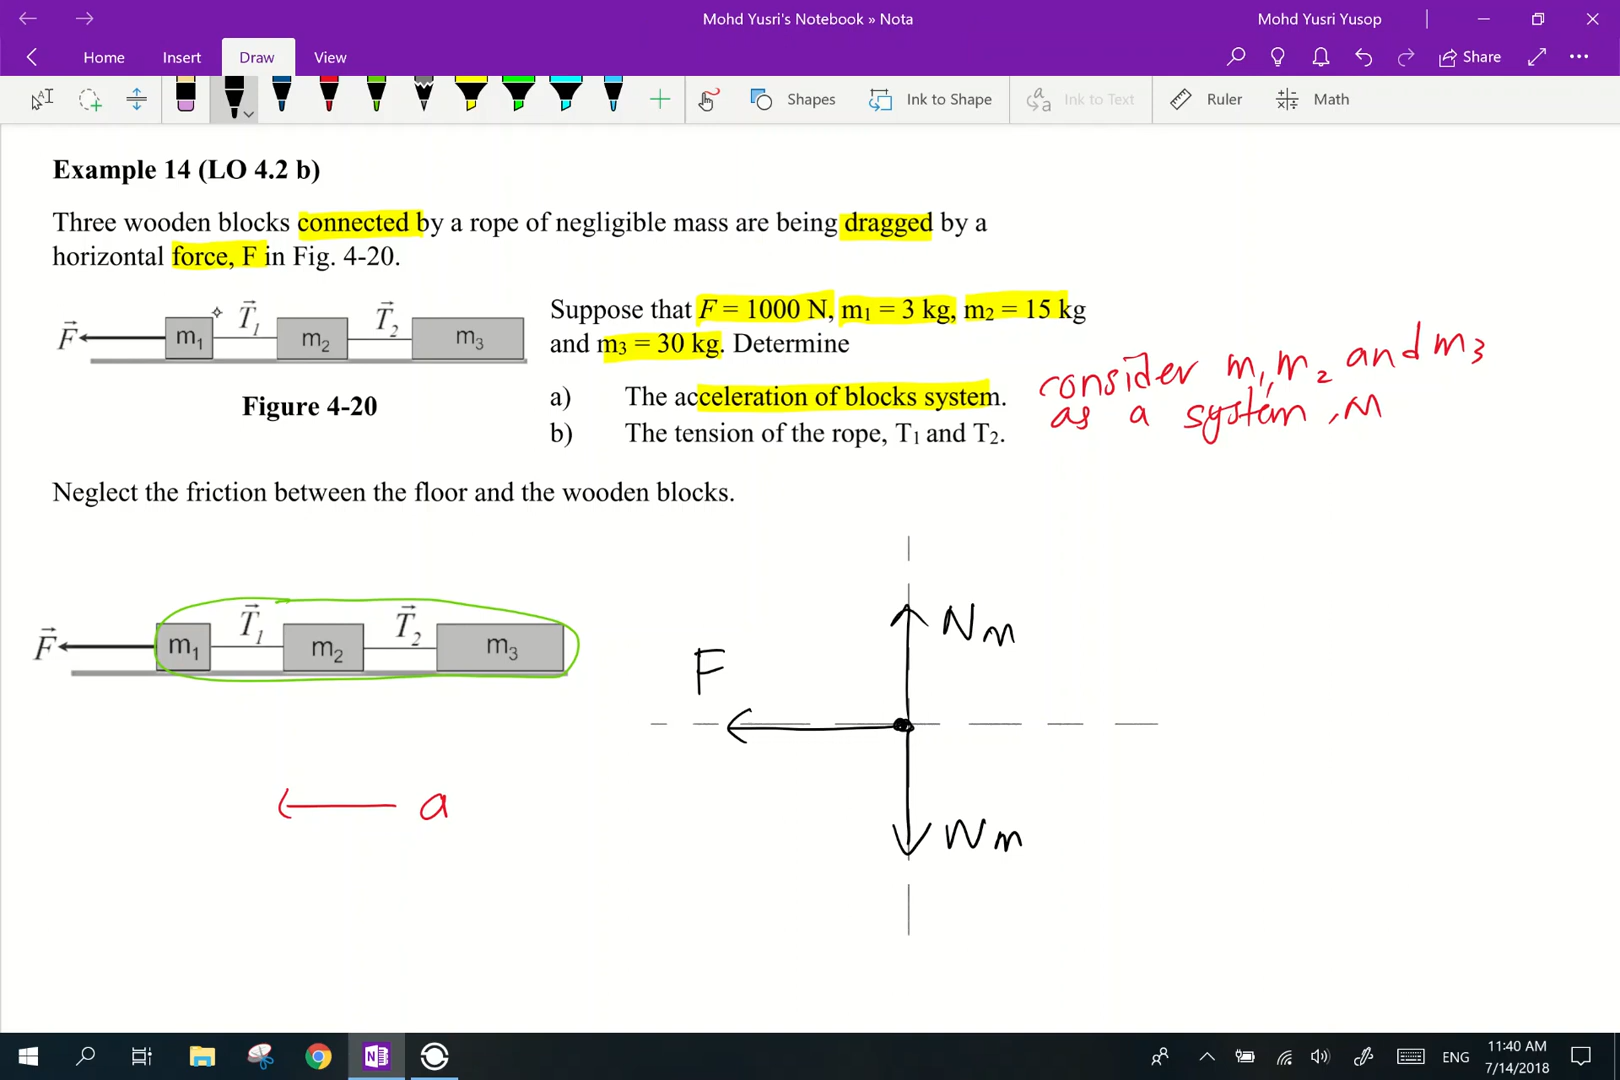 Mohd Yusri's Notebook » Nota
Mohd Yusri Yusop
Home Insert Draw View
Share
Shapes Ink to Shape Ink to Text Ruler Math
Example 14 (LO 4.2 b)
Three wooden blocks connected by a rope of negligible mass are being dragged by a
horizontal force, F in Fig. 4-20.
F m₁ T₁ m₂ T₂ m₃
Figure 4-20
Suppose that F = 1000 N, m₁ = 3 kg, m₂ = 15 kg
and m₃ = 30 kg. Determine
a) The acceleration of blocks system.
b) The tension of the rope, T₁ and T₂.
consider m₁, m₂ and m₃
as a system, M
Neglect the friction between the floor and the wooden blocks.
F m₁ T₁ m₂ T₂ m₃
a
N m
F
W m
ENG
11:40 AM
7/14/2018